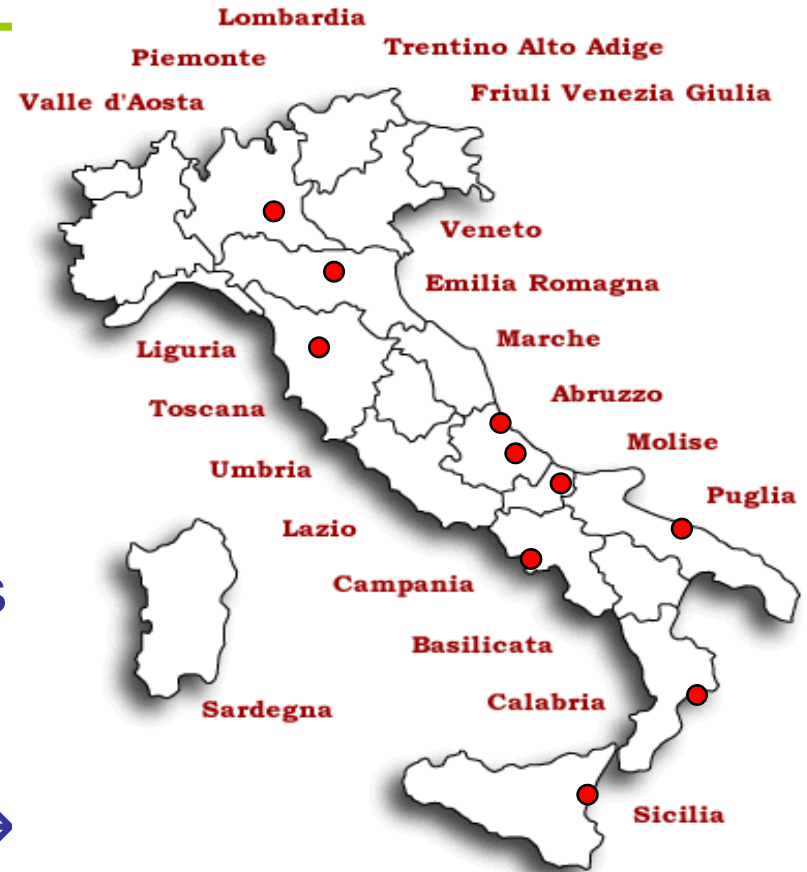 Lombardia
Trentino Alto Adige
Piemonte
Friuli Venezia Giulia
Valle d'Aosta
Veneto
Emilia Romagna
Marche
Liguria
Abruzzo
Toscana
Molise
Umbria
Puglia
Lazio
Campania
s
Basilicata
Calabria
Sardegna
Sicilia
→